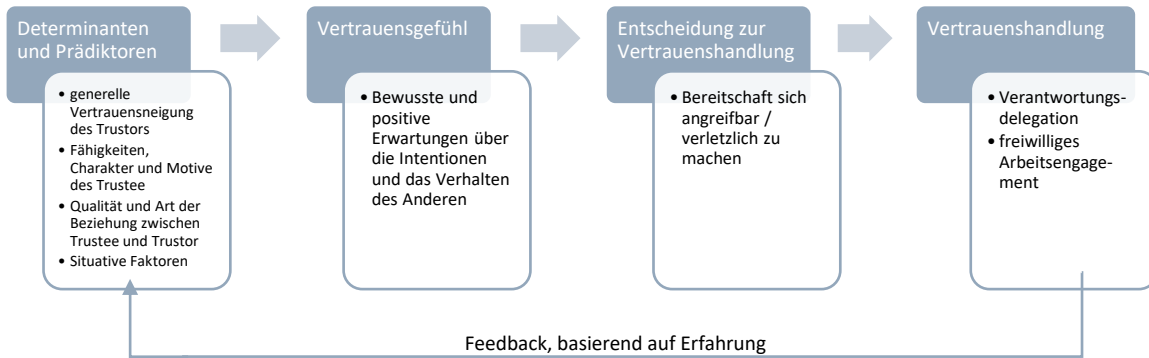 Determinanten
und Prädiktoren
• generelle
Vertrauensneigung
des Trustors
• Fähigkeiten,
Charakter und Motive
des Trustee
• Qualität und Art der
Beziehung zwischen
Trustee und Trustor
• Situative Faktoren
Vertrauensgefühl
• Bewusste und
positive
Erwartungen über
die Intentionen
und das Verhalten
des Anderen
Entscheidung zur
Vertrauenshandlung
• Bereitschaft sich
angreifbar /
verletzlich zu
machen
Vertrauenshandlung
• Verantwortungs-
delegation
• freiwilliges
Arbeitsengage-
ment
Feedback, basierend auf Erfahrung